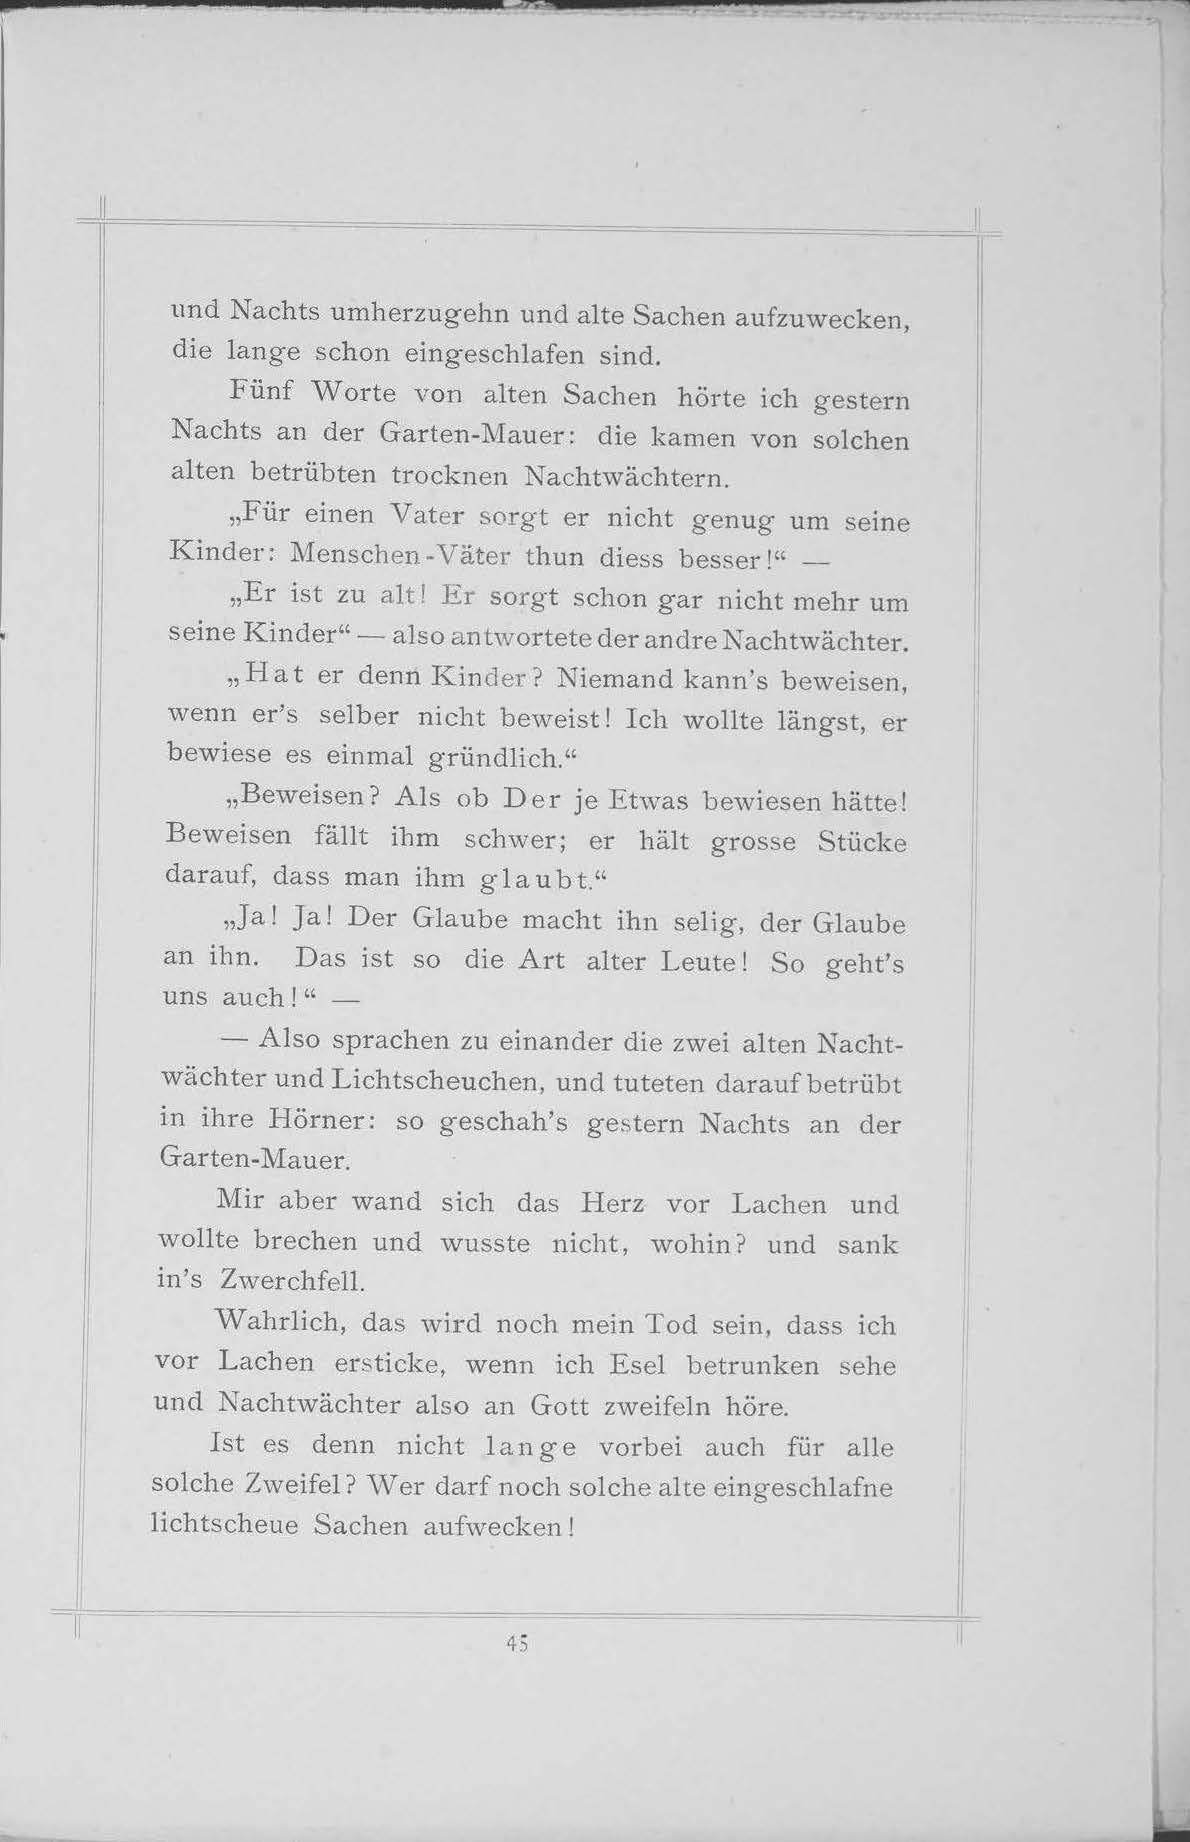 und Nachts umherzugehn und alte Sachen aufzuwecken,
die lange schon eingeschlafen sind.
Fünf Worte von alten Sachen hörte ich gestern
Nachts an der Garten-Mauer: die kamen von solchen
alten betrübten trocknen Nachtwächtern.
„Für einen Vater sorgt er nicht genug um seine
Kinder: Menschen-Väter thun diess besser!“ —
„Er ist zu alt! Er sorgt schon gar nicht mehr um
seine Kinder“ — also antwortete der andre Nachtwächter.
„Hat er denn Kinder? Niemand kann's beweisen,
wenn er's selber nicht beweist! Ich wollte längst, er
bewiese es einmal gründlich.“
„Beweisen? Als ob Der je Etwas bewiesen hätte!
Beweisen fällt ihm schwer; er hält grosse Stücke
darauf, dass man ihm glaubt.“
„Ja! Ja! Der Glaube macht ihn selig, der Glaube
an ihn. Das ist so die Art alter Leute! So geht's
uns auch!“ —
— Also sprachen zu einander die zwei alten Nacht-
wächter und Lichtscheuchen, und tuteten darauf betrübt
in ihre Hörner: so geschah's gestern Nachts an der
Garten-Mauer.
Mir aber wand sich das Herz vor Lachen und
wollte brechen und wusste nicht, wohin? und sank
in's Zwerchfell.
Wahrlich, das wird noch mein Tod sein, dass ich
vor Lachen ersticke, wenn ich Esel betrunken sehe
und Nachtwächter also an Gott zweifeln höre.
Ist es denn nicht lange vorbei auch für alle
solche Zweifel? Wer darf noch solche alte eingeschlafne
lichtscheue Sachen aufwecken!
45